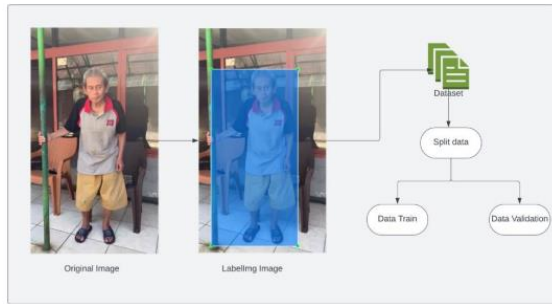 Original Image
LabelImg Image
Dataset
Split data
Data Train
Data Validation